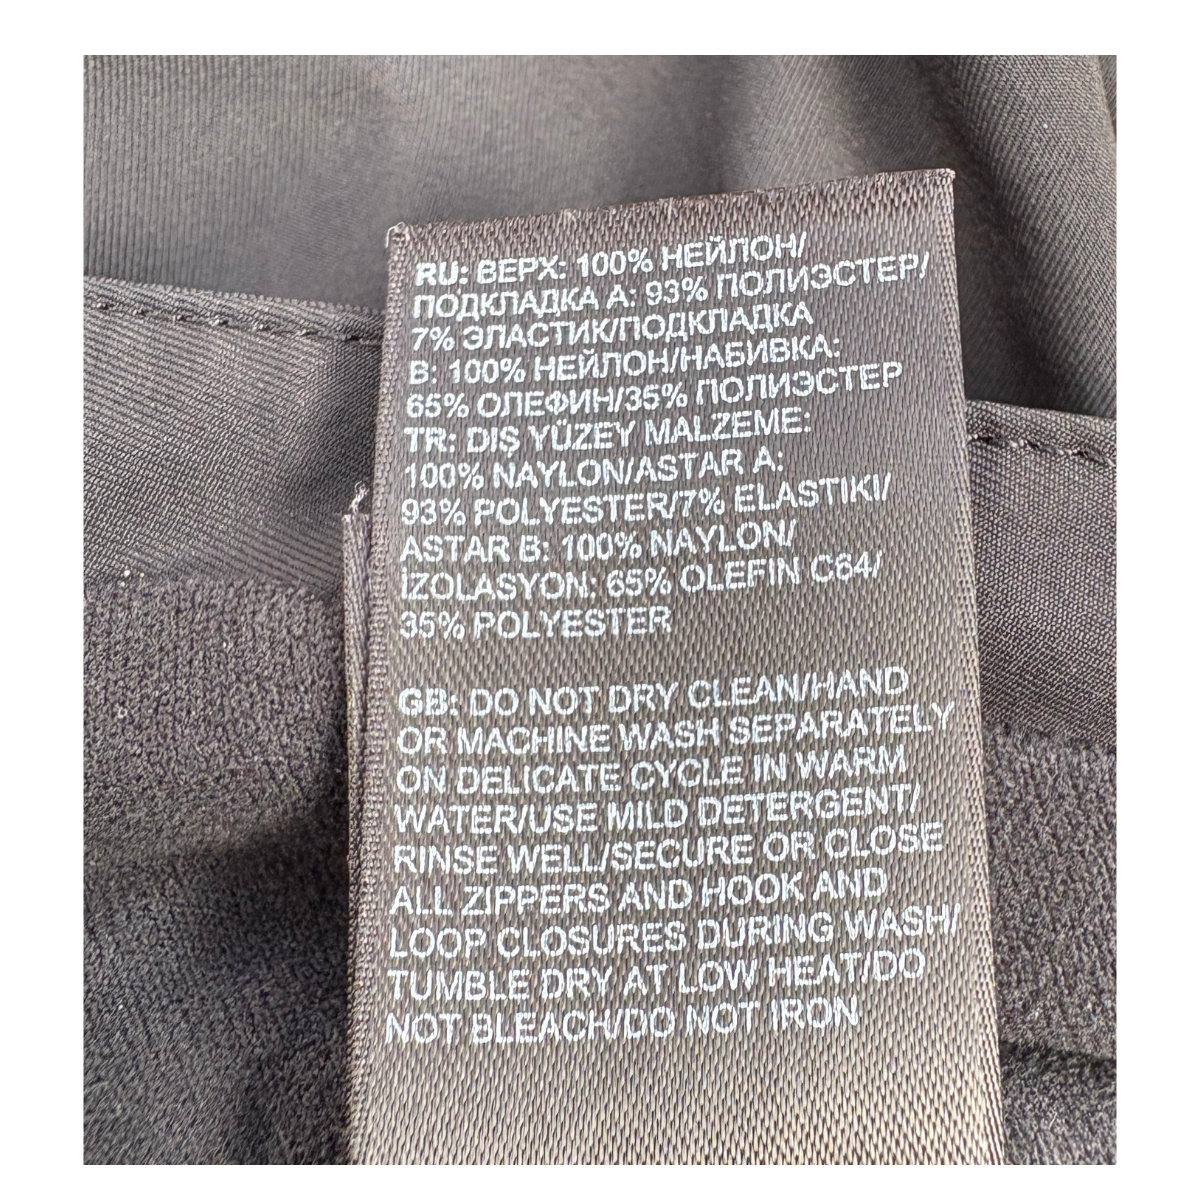 RU: ВЕРХ: 100% НЕЙЛОН/
ПОДКЛАДКА А: 93% ПОЛИЭСТЕР/
7% ЭЛАСТИК/ПОДКЛАДКА
В: 100% НЕЙЛОН/НАБИВКА:
65% ОЛЕФИН/35% ПОЛИЭСТЕР
TR: DIŞ YÜZEY MALZEME:
100% NAYLON/ASTAR A:
93% POLYESTER/7% ELASTIKI/
ASTAR B: 100% NAYLON/
İZOLASYON: 65% OLEFIN C64/
35% POLYESTER
GB: DO NOT DRY CLEAN/HAND
OR MACHINE WASH SEPARATELY
ON DELICATE CYCLE IN WARM
WATER/USE MILD DETERGENT/
RINSE WELL/SECURE OR CLOSE
ALL ZIPPERS AND HOOK AND
LOOP CLOSURES DURING WASH/
TUMBLE DRY AT LOW HEAT/DO
NOT BLEACH/DO NOT IRON